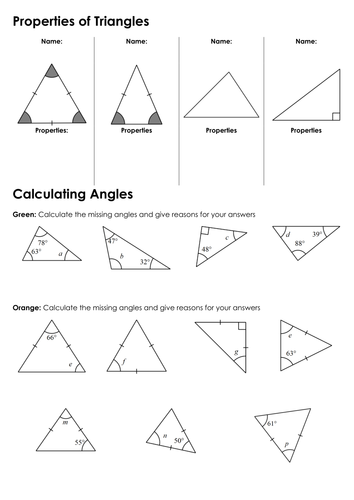 Properties of Triangles
Name: Name: Name: Name:
Properties: Properties Properties Properties
Calculating Angles
Green: Calculate the missing angles and give reasons for your answers
78° 63° a
47° b 32°
48° c
d 39° 88°
Orange: Calculate the missing angles and give reasons for your answers
66° e
f
g
e 63°
m 55°
n 50°
61° p